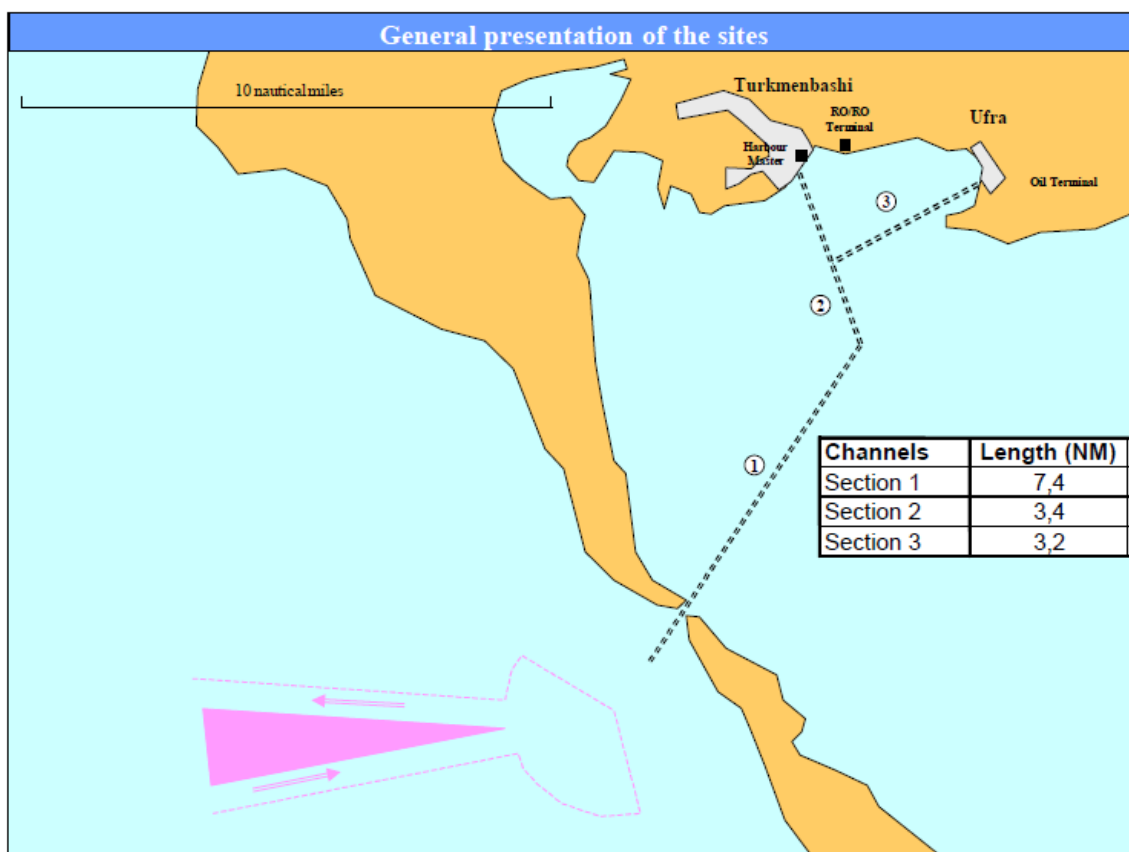 General presentation of the sites
10 nautical miles
Turkmenbashi
RO/RO
Terminal
Ufra
Harbour
Master
Oil Terminal
3
2
1
Channels Length (NM)
Section 1 7,4
Section 2 3,4
Section 3 3,2